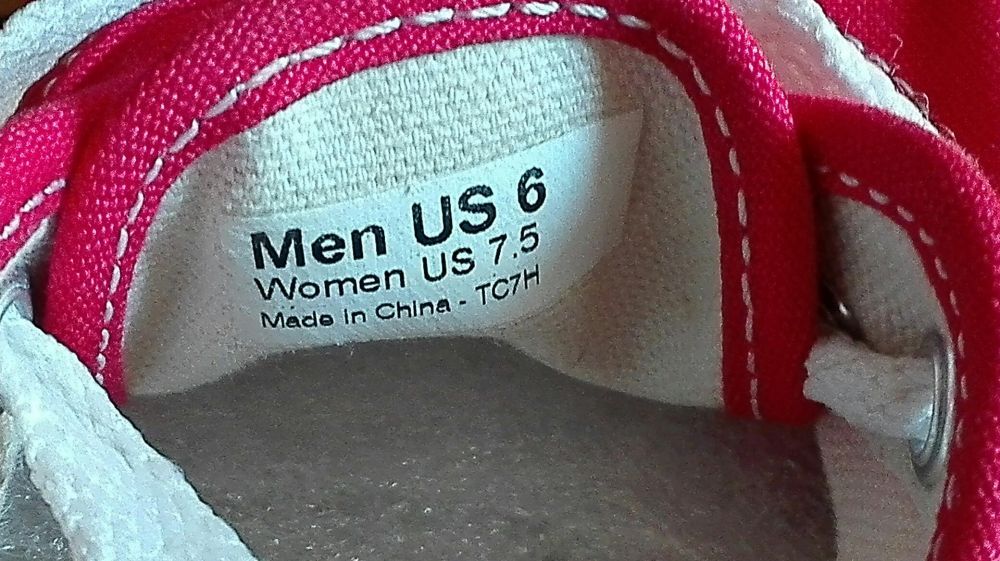 Men US 6
Women US 7.5
Made in China - TC7H